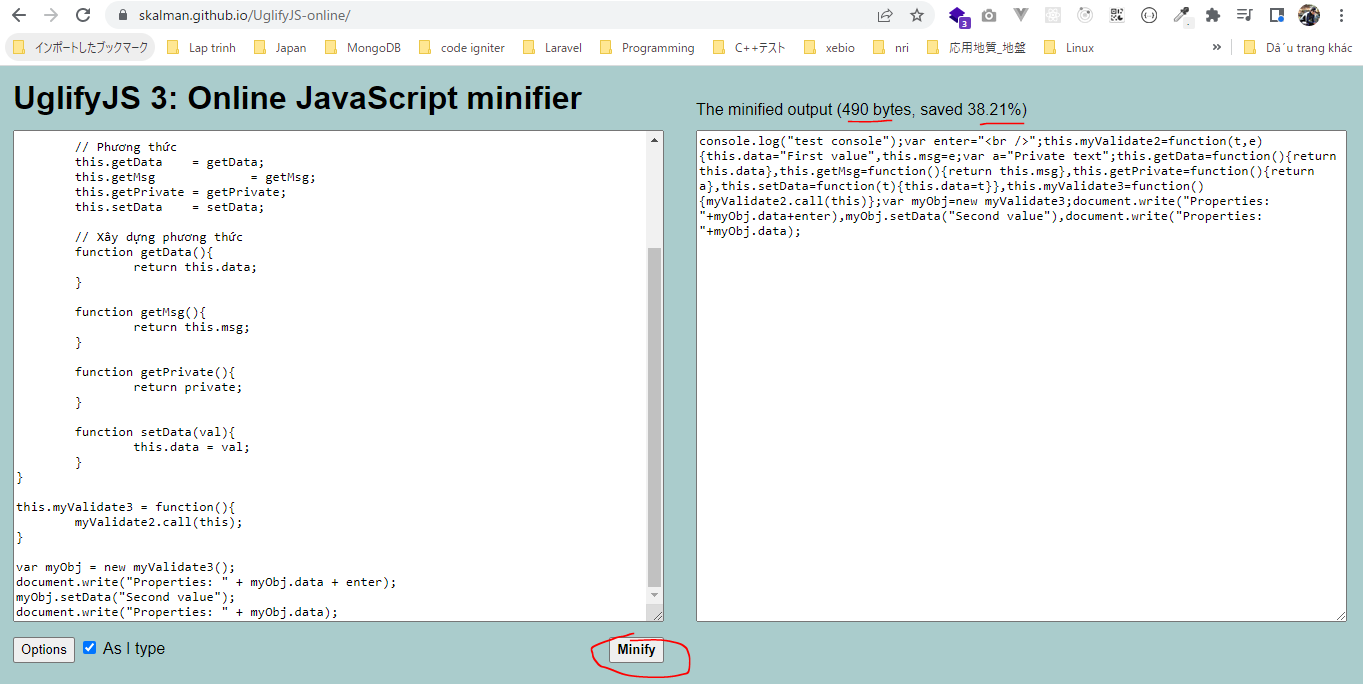 skalman.github.io/UglifyJS-online/
3
インポートしたブックマーク Lap trinh Japan MongoDB code igniter Laravel Programming C++テスト xebio nri 応用地質_地盤 Linux » Dấu trang khác
UglifyJS 3: Online JavaScript minifier
The minified output (490 bytes, saved 38.21%)
// Phương thức
this.getData = getData;
this.getMsg = getMsg;
this.getPrivate = getPrivate;
this.setData = setData;
// Xây dựng phương thức
function getData(){
return this.data;
}
function getMsg(){
return this.msg;
}
function getPrivate(){
return private;
}
function setData(val){
this.data = val;
}
}
this.myValidate3 = function(){
myValidate2.call(this);
}
var myObj = new myValidate3();
document.write("Properties: " + myObj.data + enter);
myObj.setData("Second value");
document.write("Properties: " + myObj.data);
console.log("test console");var enter="<br />";this.myValidate2=function(t,e)
{this.data="First value",this.msg=e;var a="Private text";this.getData=function(){return
this.data},this.getMsg=function(){return this.msg},this.getPrivate=function(){return
a},this.setData=function(t){this.data=t}},this.myValidate3=function()
{myValidate2.call(this)};var myObj=new myValidate3;document.write("Properties:
"+myObj.data+enter),myObj.setData("Second value"),document.write("Properties:
"+myObj.data);
Options As I type Minify